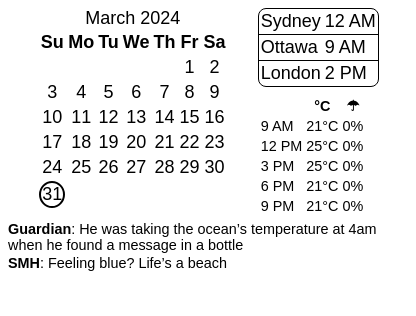 March 2024
Su Mo Tu We Th Fr Sa
1 2
3 4 5 6 7 8 9
10 11 12 13 14 15 16
17 18 19 20 21 22 23
24 25 26 27 28 29 30
31
Sydney 12 AM
Ottawa 9 AM
London 2 PM
°C ☂
9 AM 21°C 0%
12 PM 25°C 0%
3 PM 25°C 0%
6 PM 21°C 0%
9 PM 21°C 0%
Guardian: He was taking the ocean’s temperature at 4am
when he found a message in a bottle
SMH: Feeling blue? Life’s a beach